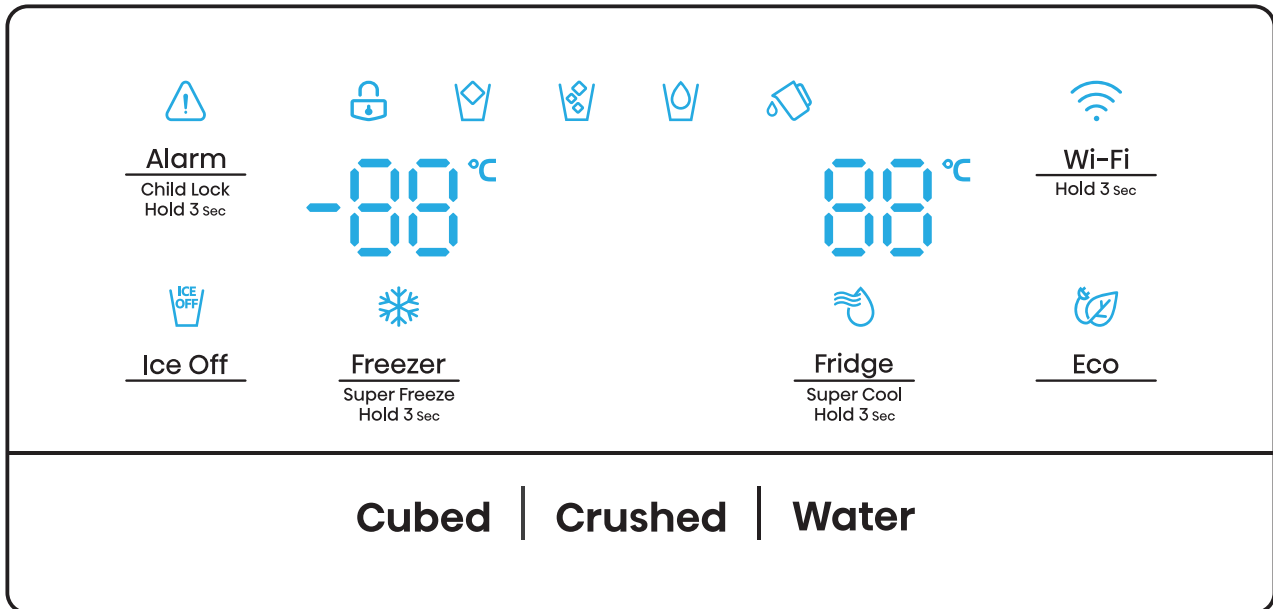 Alarm
Child Lock
Hold 3 Sec
-88 °C
88 °C
Wi-Fi
Hold 3 Sec
ICE
OFF
Ice Off
Freezer
Super Freeze
Hold 3 Sec
Fridge
Super Cool
Hold 3 Sec
Eco
Cubed
Crushed
Water